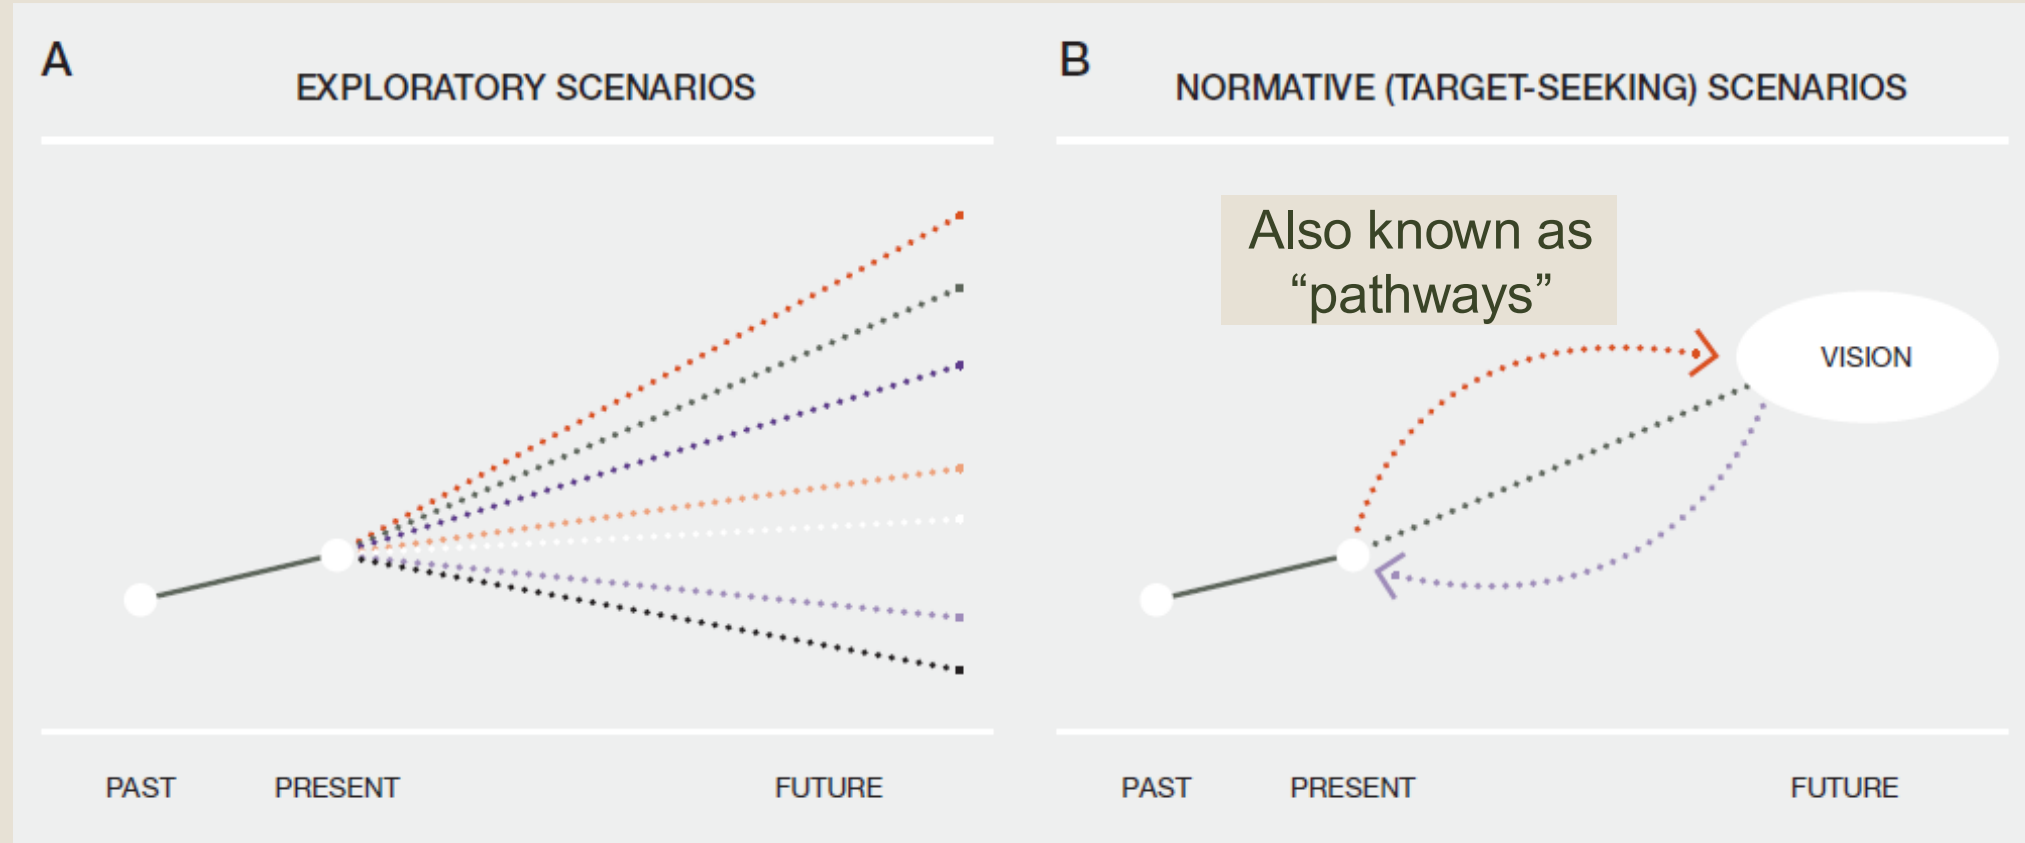 A
EXPLORATORY SCENARIOS
PAST
PRESENT
FUTURE
B
NORMATIVE (TARGET-SEEKING) SCENARIOS
Also known as
“pathways”
VISION
PAST
PRESENT
FUTURE